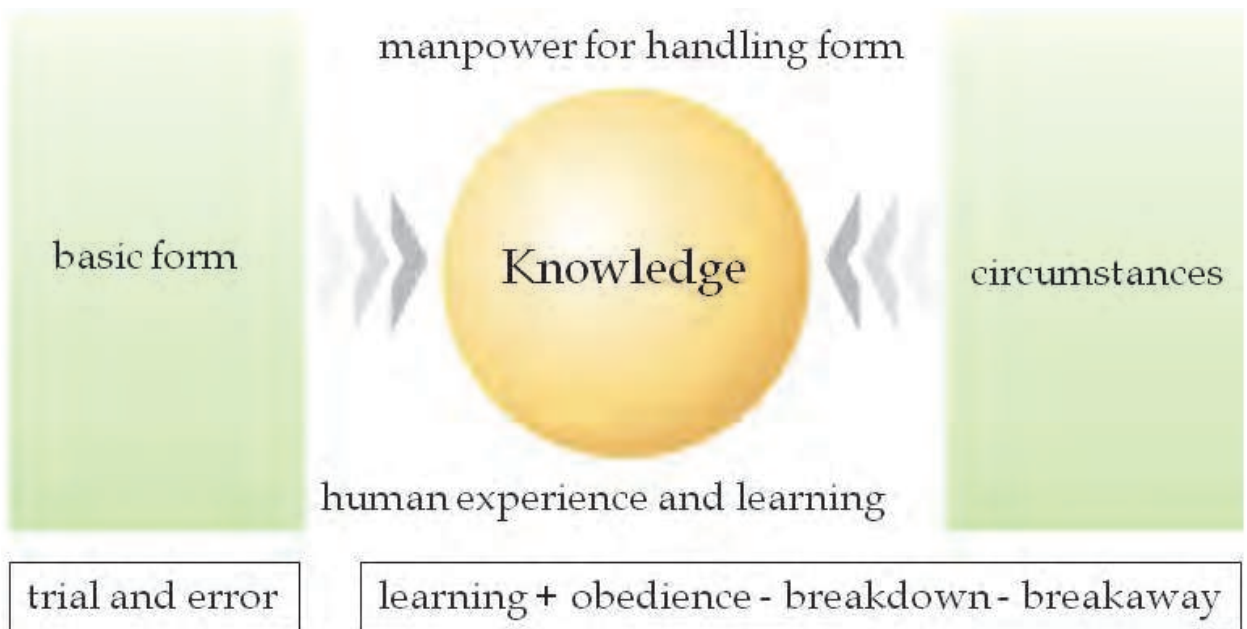 manpower for handling form
basic form
Knowledge
circumstances
human experience and learning
trial and error
learning + obedience - breakdown - breakaway